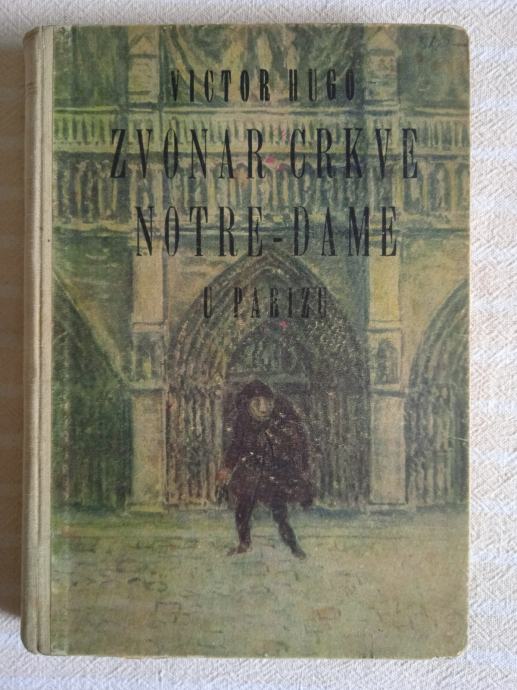 VICTOR HUGO
ZVONAR CRKVE
NOTRE-DAME
U PARIZU